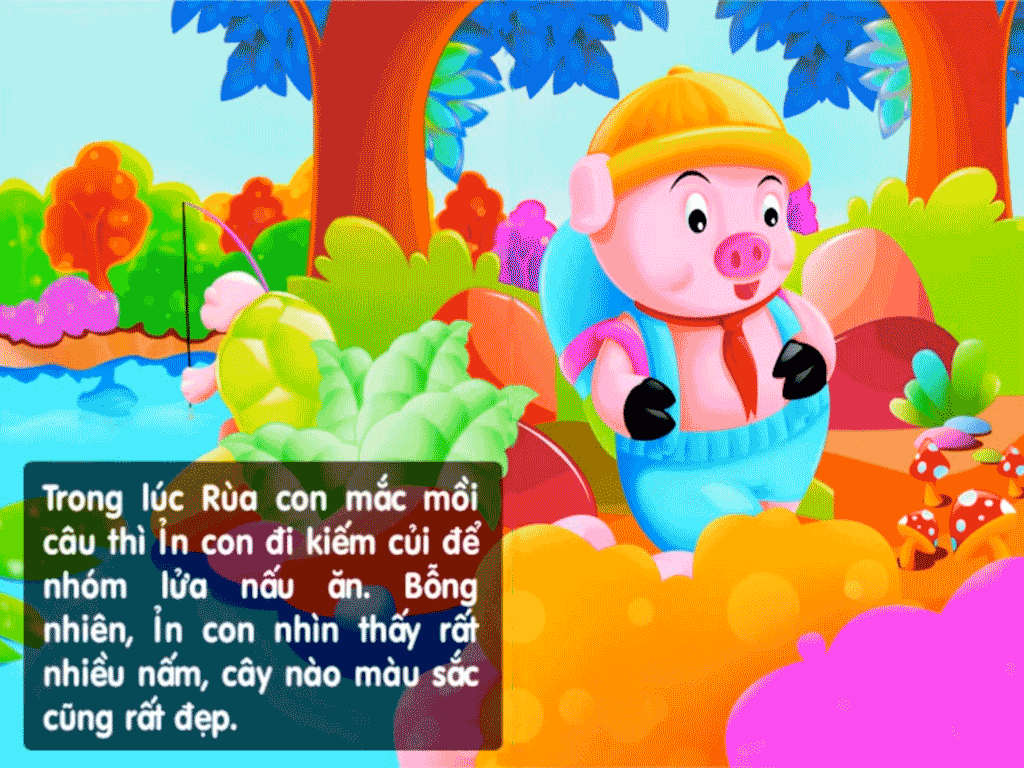 Trong lúc Rùa con mắc mồi
câu thì Ỉn con đi kiếm củi để
nhóm lửa nấu ăn. Bỗng
nhiên, Ỉn con nhìn thấy rất
nhiều nấm, cây nào màu sắc
cũng rất đẹp.